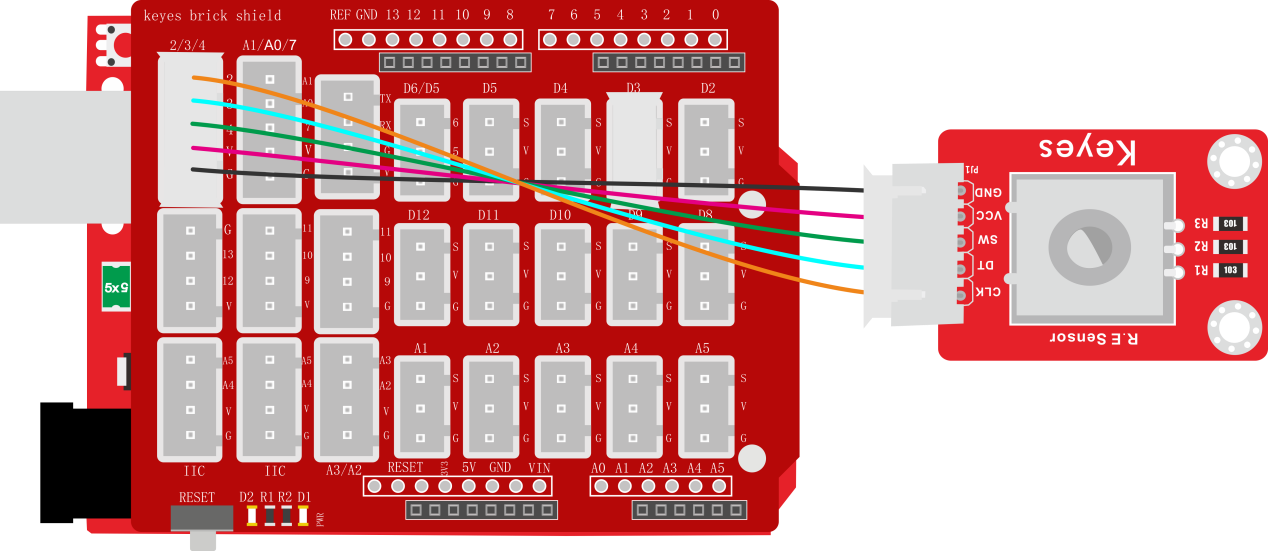 keyes brick shield
REF GND 13 12 11 10 9 8 7 6 5 4 3 2 1 0
2/3/4 A1/A0/7
D6/D5 D5 D4 D3 D2
2 A1 TX 6 S S S S
3 RX 5 V V V
4 7 G G G G
V V
G
D12 D11 D10 D9 D8
G 11 11 S S S S S
13 10 10 V V V V V
12 9 9
V V G G G G G G
A1 A2 A3 A4 A5
A5 A5 A3 S S S S S
A4 A4 A2
V V V V V V V V
G G G G G G G G
IIC IIC A3/A2
RESET 3V3 5V GND VIN A0 A1 A2 A3 A4 A5
RESET D2 R1 R2 D1
PWR
5x5
Keyes
GND
VCC
SW
DT
CLK
R3 103
R2 103
R1 103
R.E Sensor